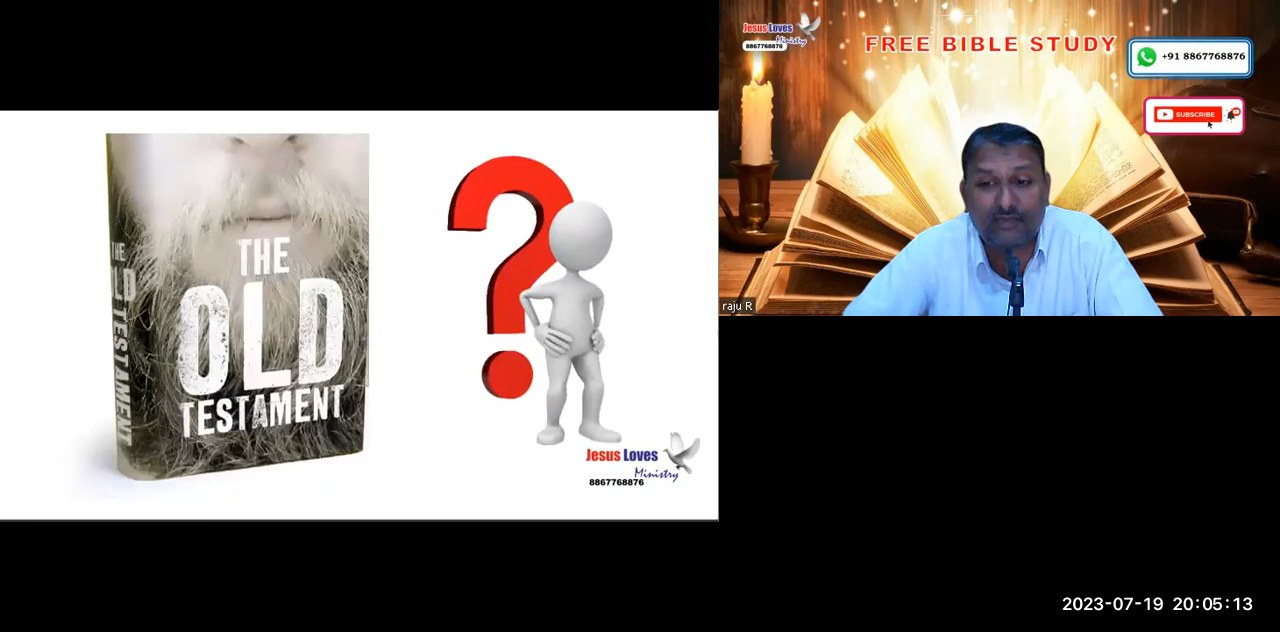 THE
OLD
TESTAMENT
THE OLD TESTAMENT
Jesus Loves
Ministry
8867768876
Jesus Loves
Ministry
8867768876
FREE BIBLE STUDY
+91 8867768876
SUBSCRIBE
raju R
2023-07-19 20:05:13